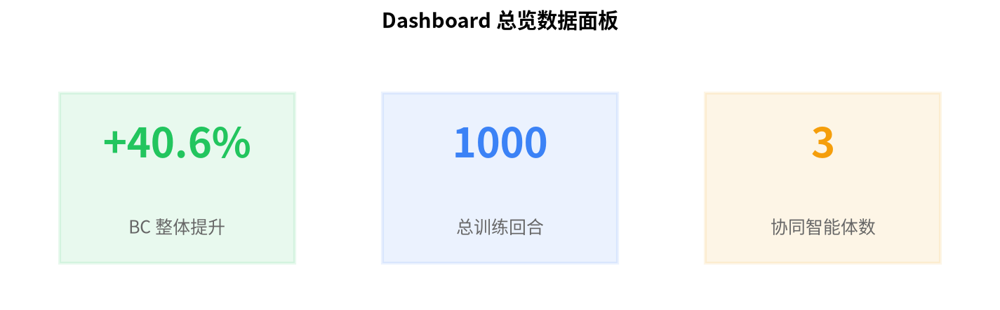 Dashboard 总览数据面板
+40.6%
BC 整体提升
1000
总训练回合
3
协同智能体数